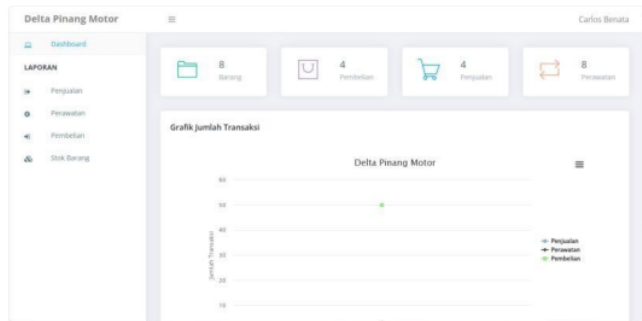 Delta Pinang Motor
Carlos Benata
Dashboard
LAPORAN
Penjualan
Perawatan
Pembelian
Stok Barang
8
Barang
4
Pembelian
4
Penjualan
8
Perawatan
Grafik Jumlah Transaksi
Delta Pinang Motor
Jumlah Transaksi
60
50
40
30
20
10
Penjualan
Perawatan
Pembelian